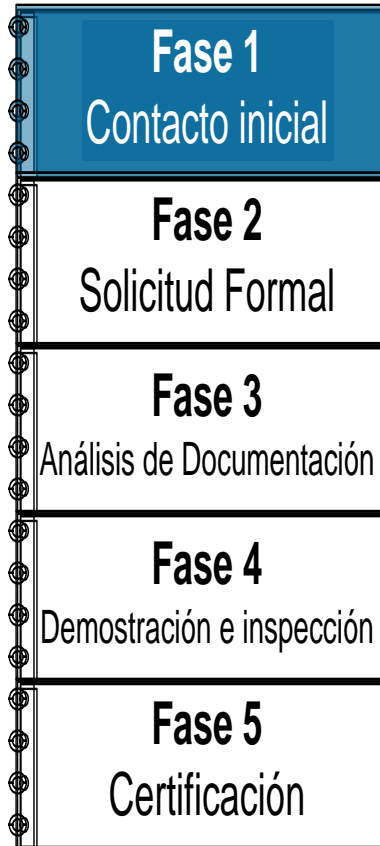 Fase 1
Contacto inicial
Fase 2
Solicitud Formal
Fase 3
Análisis de Documentación
Fase 4
Demostración e inspección
Fase 5
Certificación